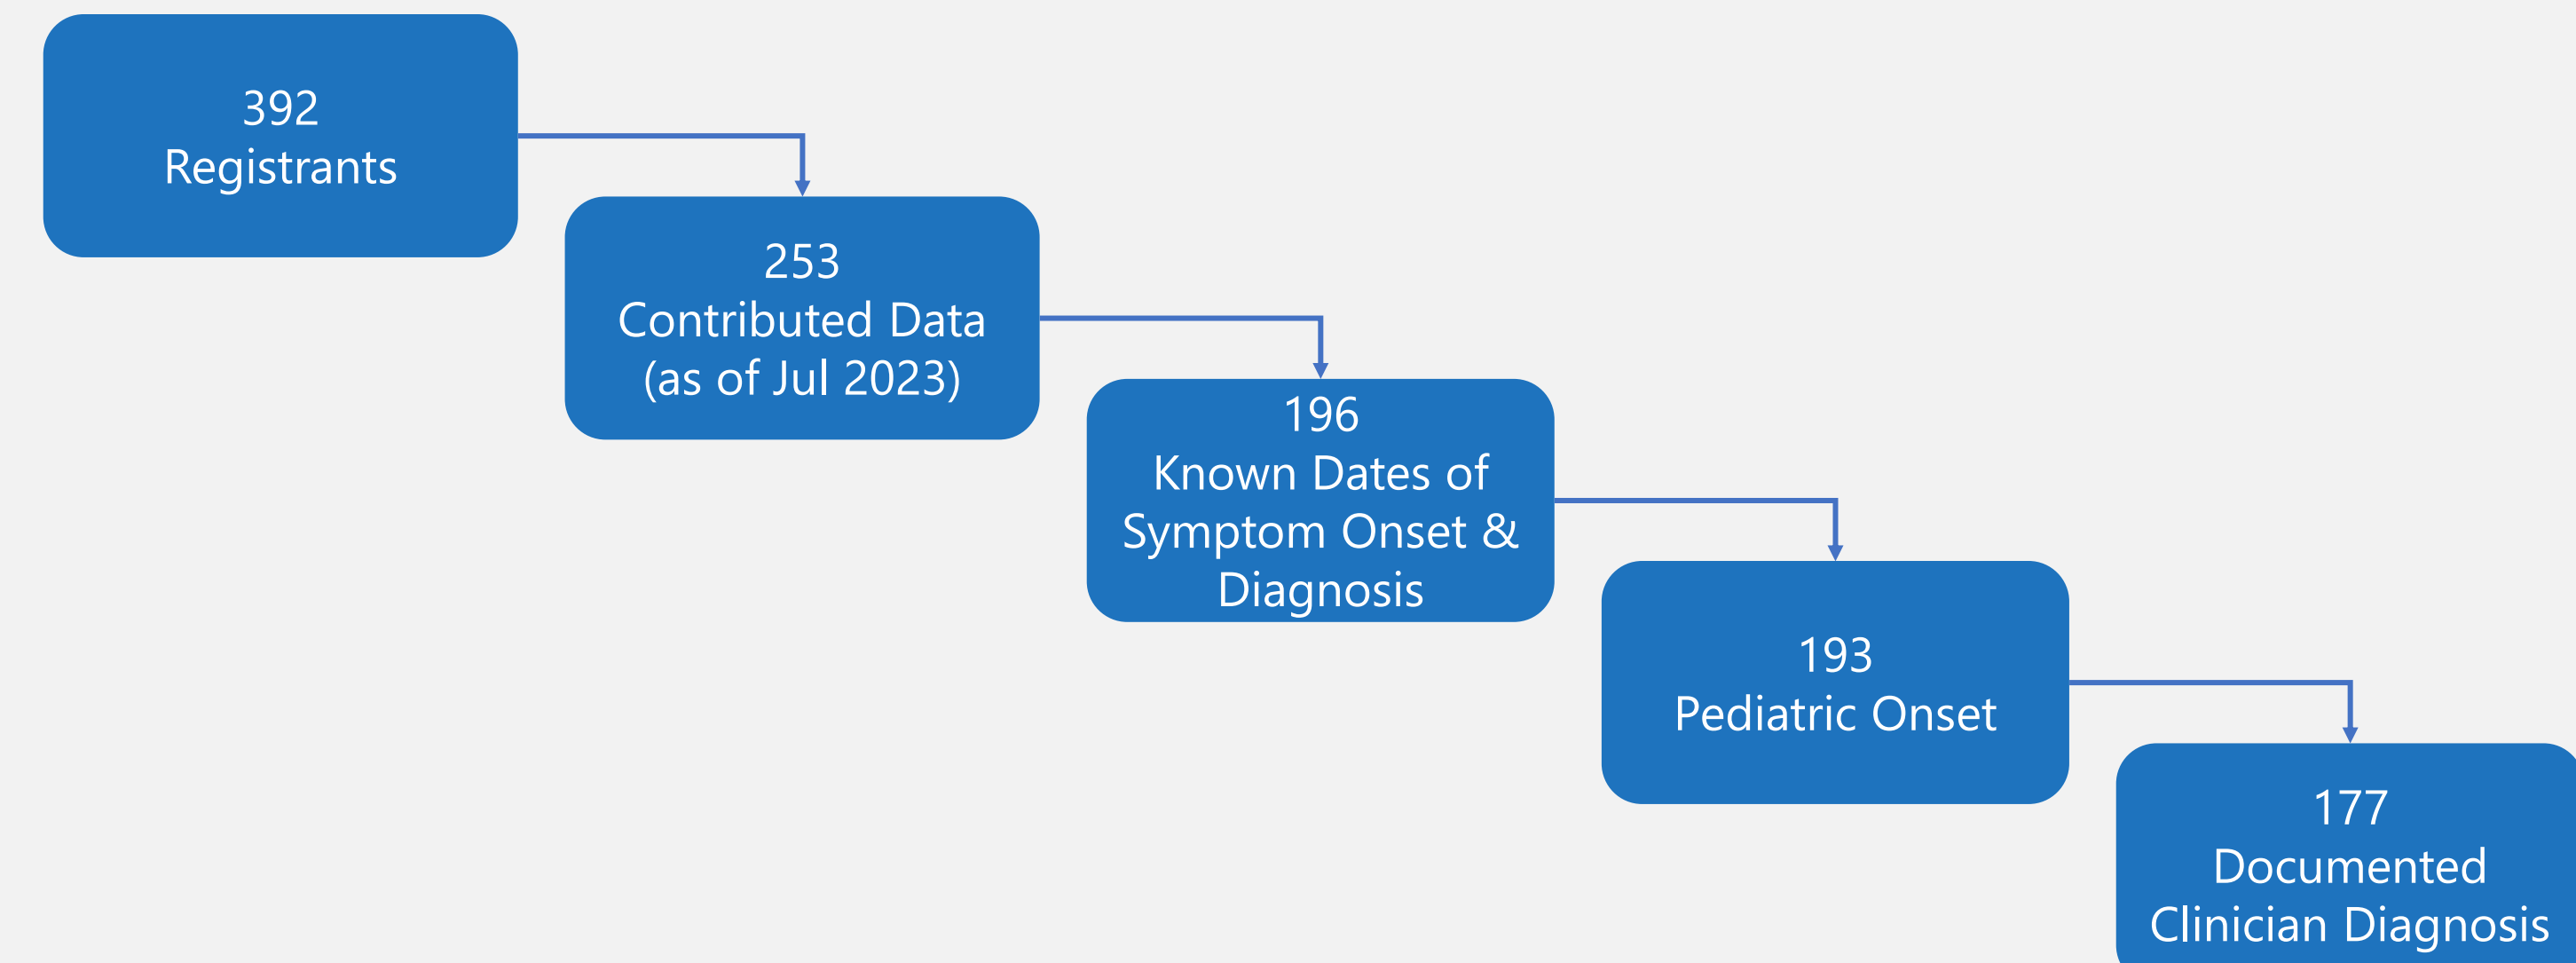 392
Registrants
253
Contributed Data
(as of Jul 2023)
196
Known Dates of
Symptom Onset &
Diagnosis
193
Pediatric Onset
177
Documented
Clinician Diagnosis